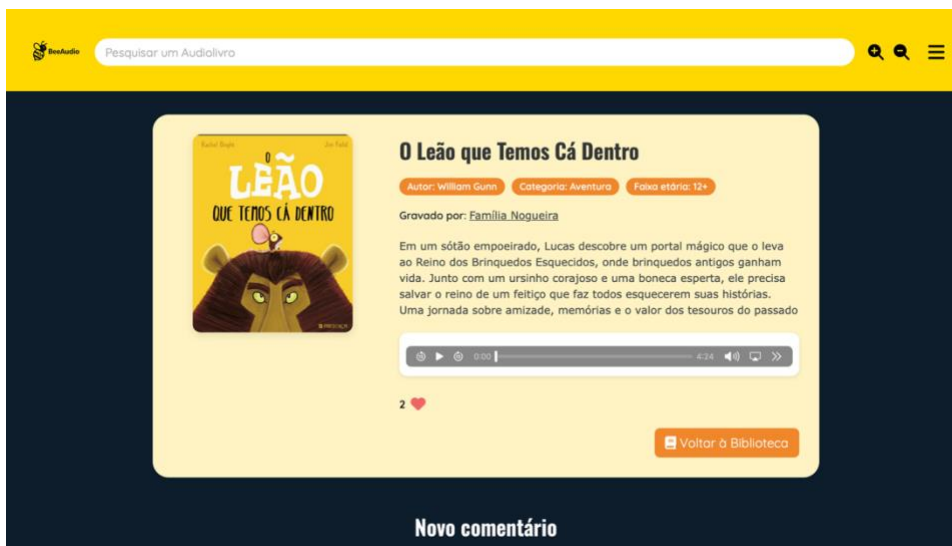 BeeAudio
Pesquisar um Audiolivro
Rachel Bright
Jim Field
O
LEÃO
QUE TEMOS CÁ DENTRO
O Leão que Temos Cá Dentro
Autor: William Gunn
Categoria: Aventura
Faixa etária: 12+
Gravado por: Família Nogueira
Em um sótão empoeirado, Lucas descobre um portal mágico que o leva
ao Reino dos Brinquedos Esquecidos, onde brinquedos antigos ganham
vida. Junto com um ursinho corajoso e uma boneca esperta, ele precisa
salvar o reino de um feitiço que faz todos esquecerem suas histórias.
Uma jornada sobre amizade, memórias e o valor dos tesouros do passado
0:00
4:24
2
Voltar à Biblioteca
Novo comentário